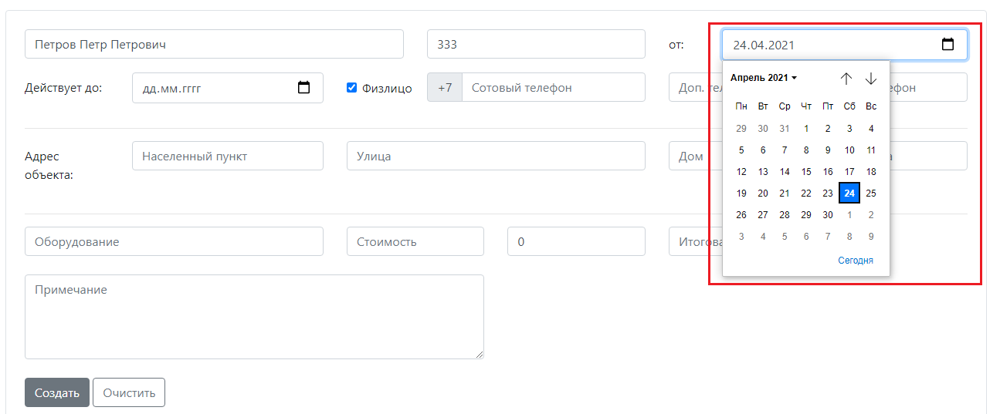 Петров Петр Петрович 333 от: 24.04.2021
Действует до: дд.мм.гггг Физлицо +7 Сотовый телефон Доп.
Апрель 2021
Пн Вт Ср Чт Пт Сб Вс
29 30 31 1 2 3 4
5 6 7 8 9 10 11
12 13 14 15 16 17 18
19 20 21 22 23 24 25
26 27 28 29 30 1 2
3 4 5 6 7 8 9
Сегодня
Адрес Населенный пункт Улица Дом
объекта:
Оборудование Стоимость 0
Примечание
Создать Очистить